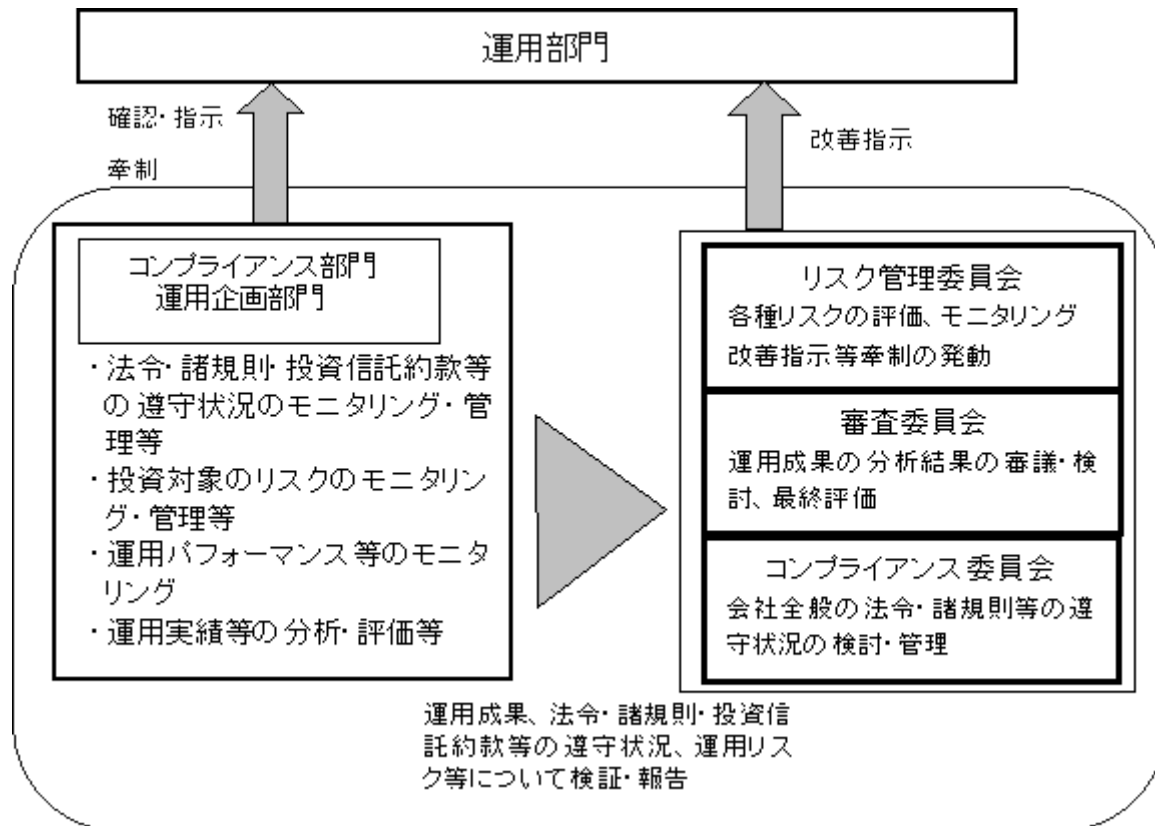 運用部門
確認・指示
牽制
改善指示
コンプライアンス部門
運用企画部門
・法令・諸規則・投資信託約款等
の遵守状況のモニタリング・管
理等
・投資対象のリスクのモニタリン
グ・管理等
・運用パフォーマンス等のモニタ
リング
・運用実績等の分析・評価等
リスク管理委員会
各種リスクの評価、モニタリング
改善指示等牽制の発動
審査委員会
運用成果の分析結果の審議・検
討、最終評価
コンプライアンス委員会
会社全般の法令・諸規則等の遵
守状況の検討・管理
運用成果、法令・諸規則・投資信
託約款等の遵守状況、運用リス
ク等について検証・報告